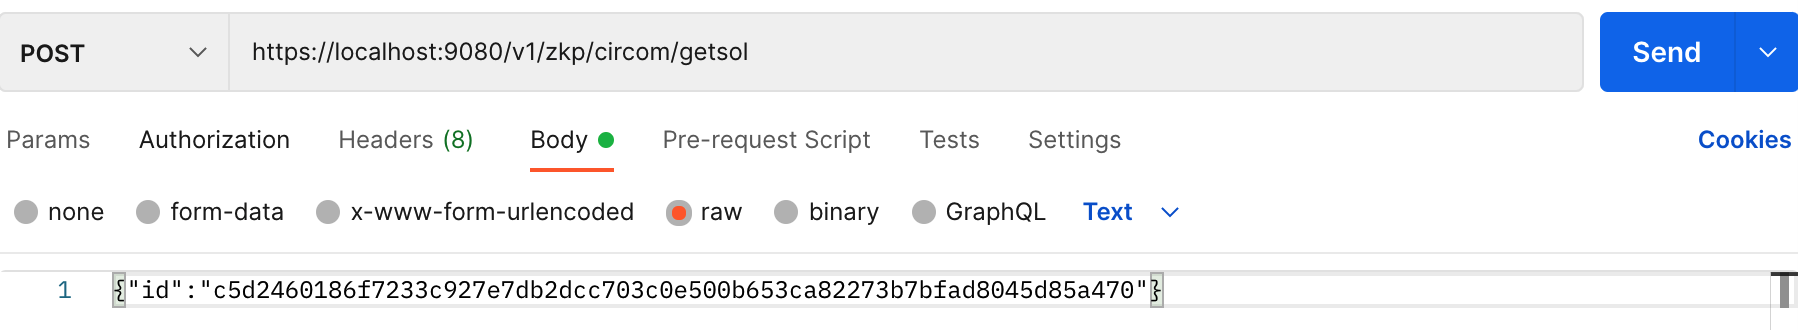 POST https://localhost:9080/v1/zkp/circom/getsol Send
Params Authorization Headers (8) Body Pre-request Script Tests Settings Cookies
none form-data x-www-form-urlencoded raw binary GraphQL Text
1 {"id":"c5d2460186f7233c927e7db2dcc703c0e500b653ca82273b7bfad8045d85a470"}